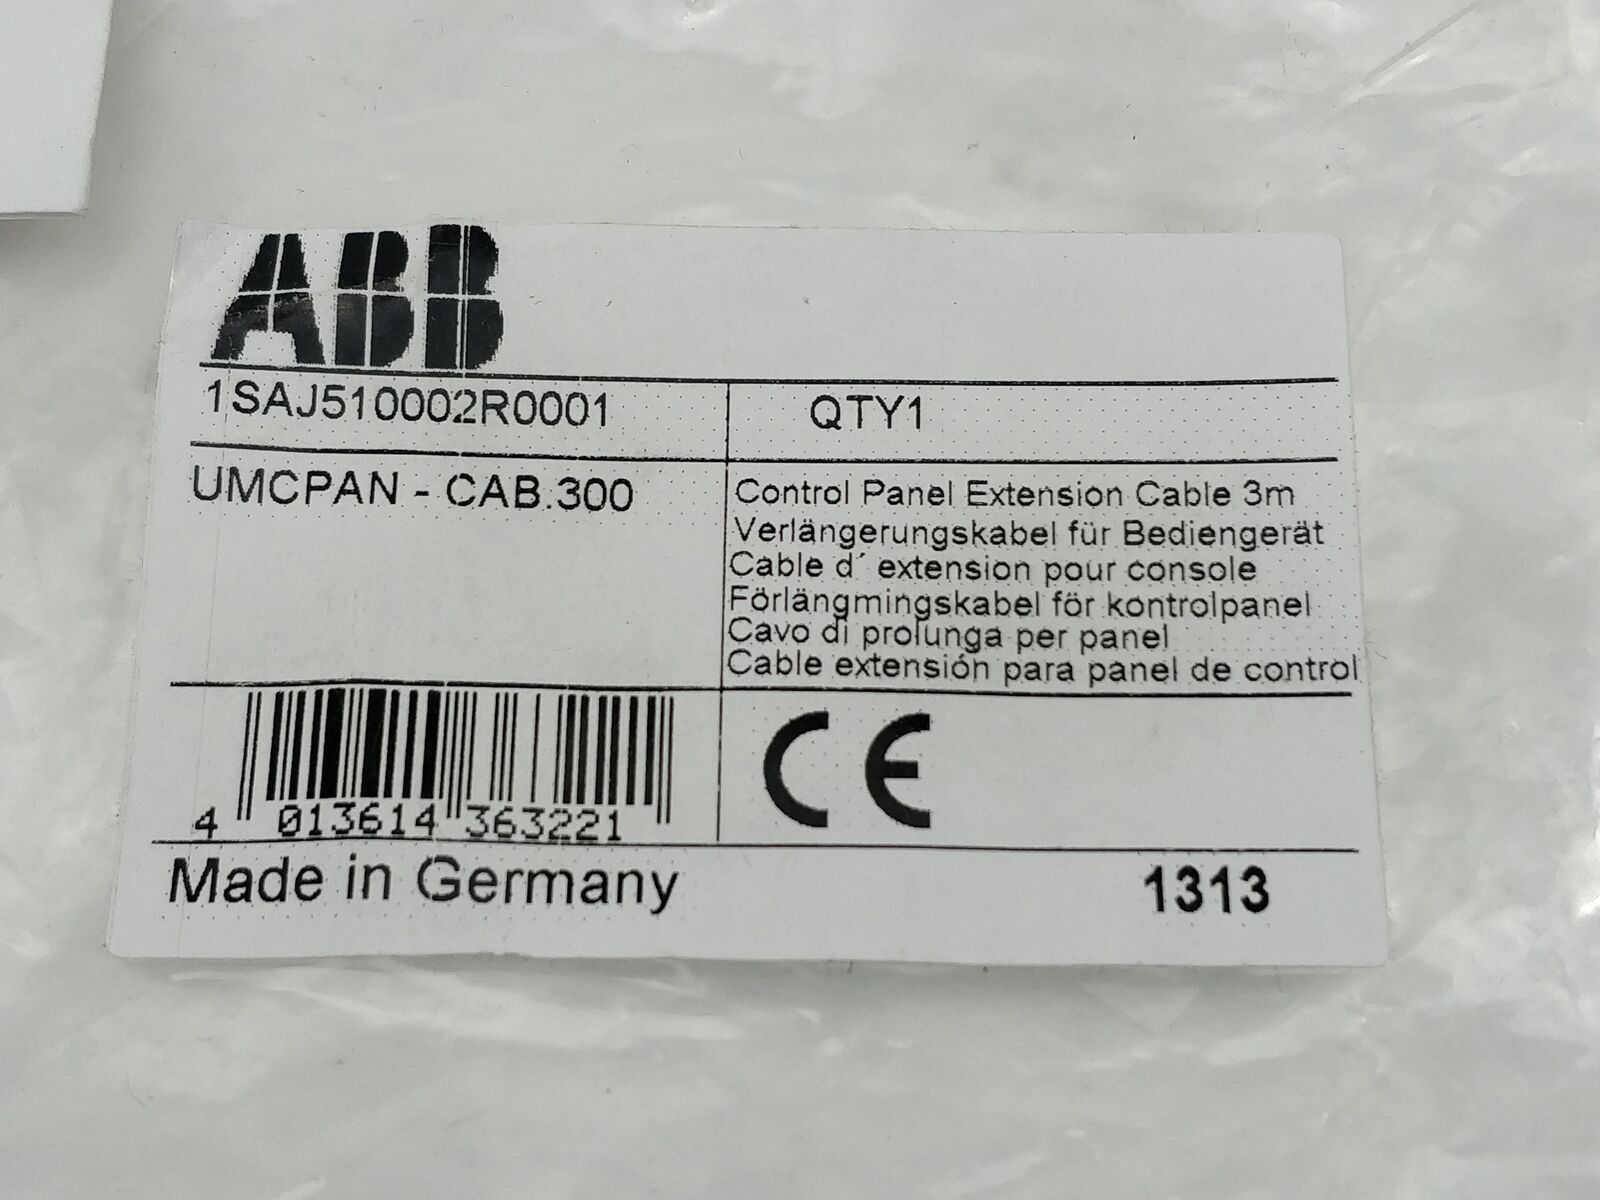 ABB
1SAJ510002R0001
QTY1
UMCPAN - CAB.300
Control Panel Extension Cable 3m
Verlängerungskabel für Bediengerät
Cable d´ extension pour console
Förlängmingskabel för kontrolpanel
Cavo di prolunga per panel
Cable extensión para panel de control
CE
4 013614 363221
Made in Germany
1313